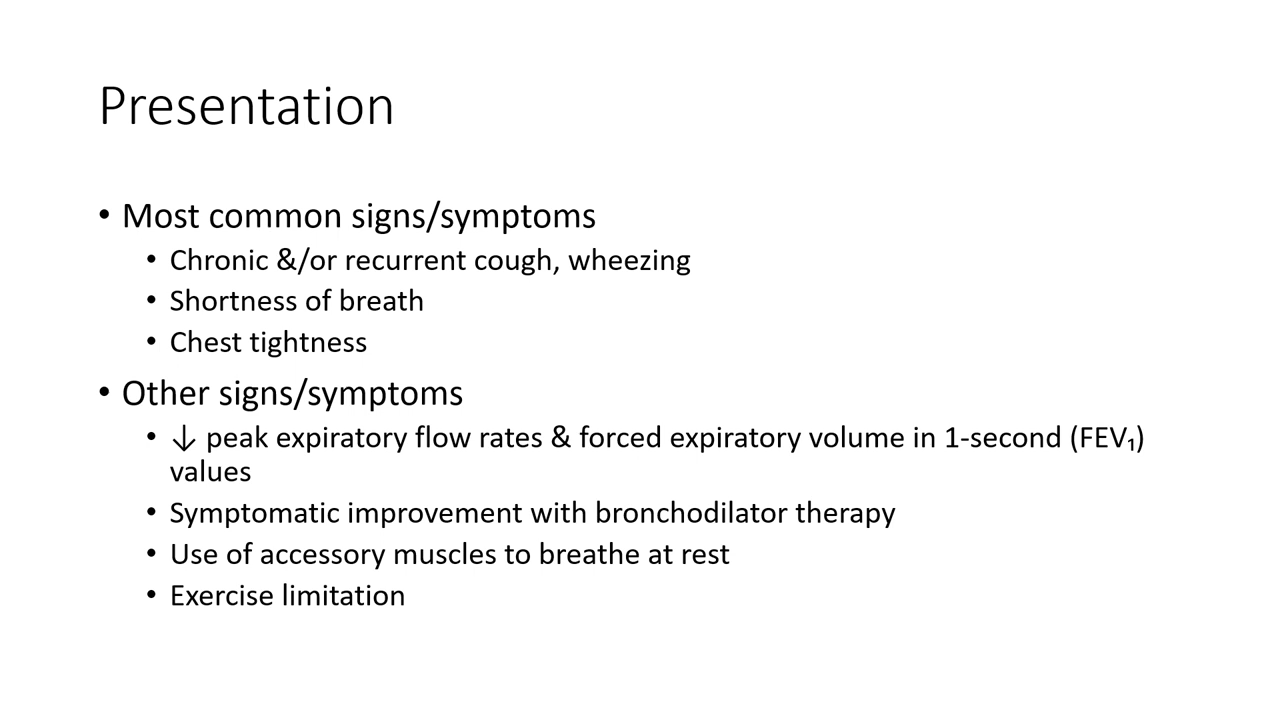 Presentation
• Most common signs/symptoms
• Chronic &/or recurrent cough, wheezing
• Shortness of breath
• Chest tightness
• Other signs/symptoms
• ↓ peak expiratory flow rates & forced expiratory volume in 1-second (FEV₁)
values
• Symptomatic improvement with bronchodilator therapy
• Use of accessory muscles to breathe at rest
• Exercise limitation